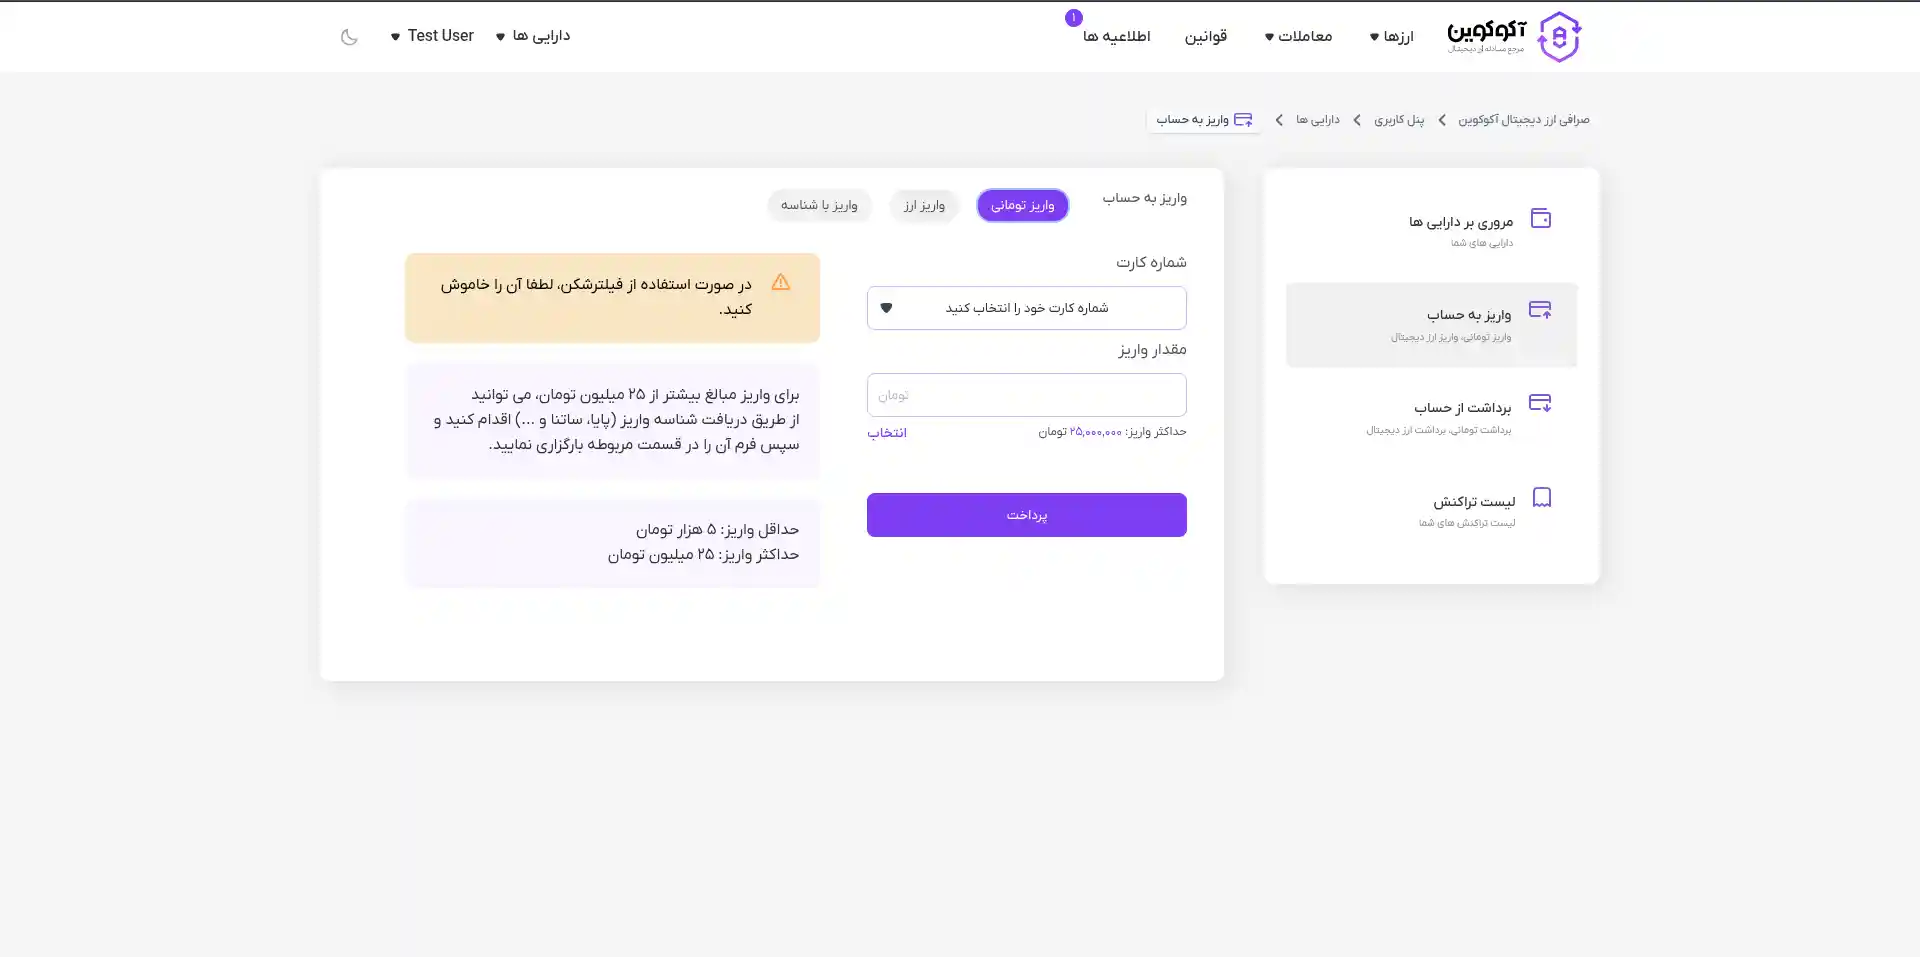 آکوکوین
مرجع مبادله ارز دیجیتال
ارزها
معاملات
قوانین
اطلاعیه ها
۱
دارایی ها
Test User
صرافی ارز دیجیتال آکوکوین
پنل کاربری
دارایی ها
واریز به حساب
مروری بر دارایی ها
دارایی های شما
واریز به حساب
واریز تومانی، واریز ارز دیجیتال
برداشت از حساب
برداشت تومانی، برداشت ارز دیجیتال
لیست تراکنش
لیست تراکنش های شما
واریز به حساب
واریز تومانی
واریز ارز
واریز با شناسه
شماره کارت
شماره کارت خود را انتخاب کنید
مقدار واریز
تومان
حداکثر واریز: ۲۵,۰۰۰,۰۰۰ تومان
انتخاب
پرداخت
در صورت استفاده از فیلترشکن، لطفا آن را خاموش
کنید.
برای واریز مبالغ بیشتر از ۲۵ میلیون تومان، می توانید
از طریق دریافت شناسه واریز (پایا، ساتنا و ...) اقدام کنید و
سپس فرم آن را در قسمت مربوطه بارگزاری نمایید.
حداقل واریز: ۵ هزار تومان
حداکثر واریز: ۲۵ میلیون تومان